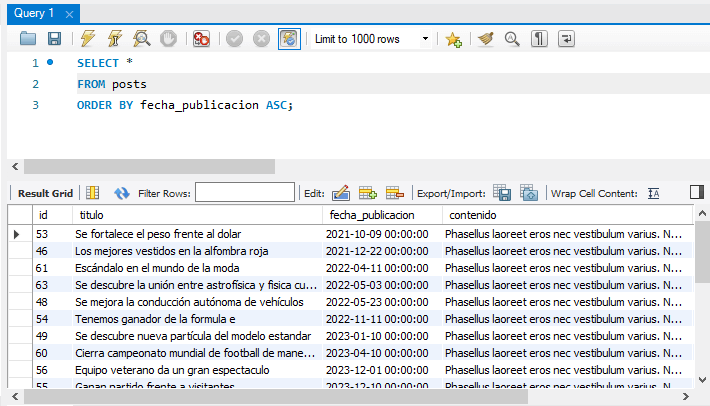 Query 1
Limit to 1000 rows
1 SELECT *
2 FROM posts
3 ORDER BY fecha_publicacion ASC;
Result Grid Filter Rows: Edit: Export/Import: Wrap Cell Content:
id titulo fecha_publicacion contenido
53 Se fortalece el peso frente al dolar 2021-10-09 00:00:00 Phasellus laoreet eros nec vestibulum varius. N...
46 Los mejores vestidos en la alfombra roja 2021-12-22 00:00:00 Phasellus laoreet eros nec vestibulum varius. N...
61 Escándalo en el mundo de la moda 2022-04-11 00:00:00 Phasellus laoreet eros nec vestibulum varius. N...
63 Se descubre la unión entre astrofísica y fisica cu... 2022-05-03 00:00:00 Phasellus laoreet eros nec vestibulum varius. N...
48 Se mejora la conducción autónoma de vehículos 2022-05-23 00:00:00 Phasellus laoreet eros nec vestibulum varius. N...
54 Tenemos ganador de la formula e 2022-11-11 00:00:00 Phasellus laoreet eros nec vestibulum varius. N...
49 Se descubre nueva partícula del modelo estandar 2023-01-10 00:00:00 Phasellus laoreet eros nec vestibulum varius. N...
60 Cierra campeonato mundial de football de mane... 2023-04-10 00:00:00 Phasellus laoreet eros nec vestibulum varius. N...
56 Equipo veterano da un gran espectaculo 2023-12-01 00:00:00 Phasellus laoreet eros nec vestibulum varius. N...
55 Ganan partido frente a visitantes 2023-12-10 00:00:00 Phasellus laoreet eros nec vestibulum varius. N...